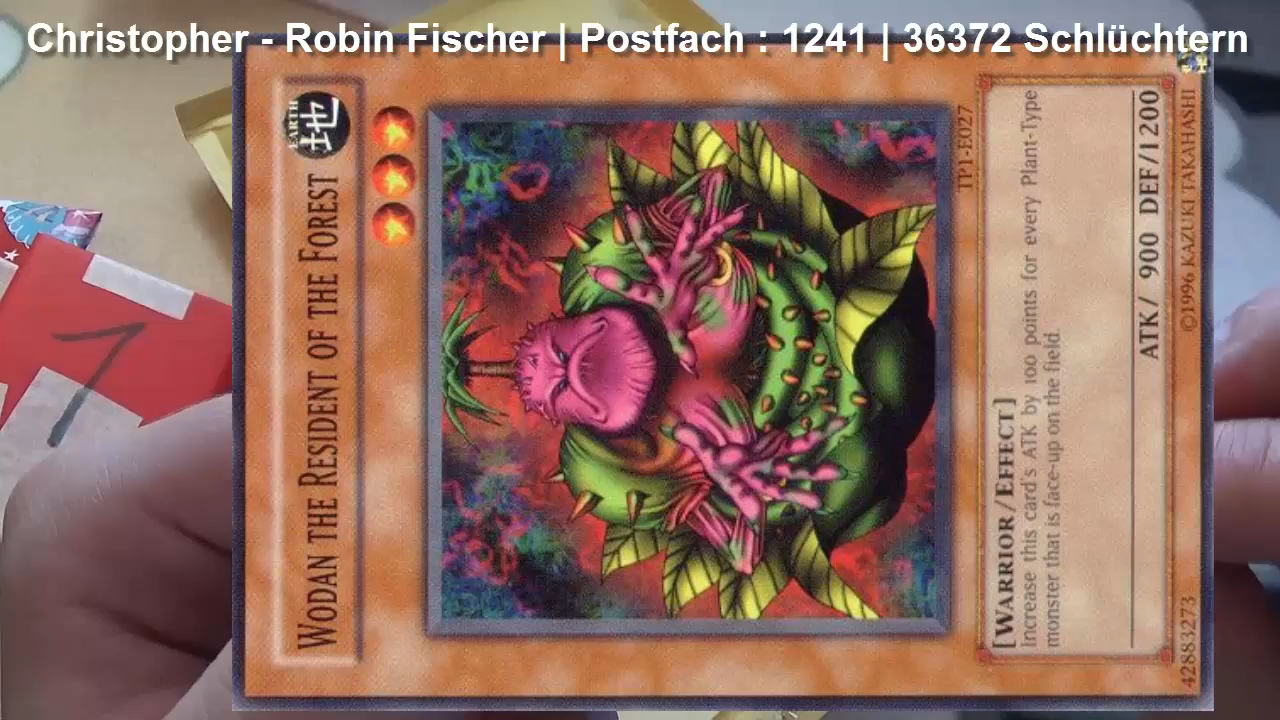 Christopher - Robin Fischer | Postfach : 1241 | 36372 Schlüchtern
WODAN THE RESIDENT OF THE FOREST
EARTH
地
TP1-E027
[WARRIOR/EFFECT]
Increase this card's ATK by 100 points for every Plant-Type
monster that is face-up on the field.
ATK/ 900 DEF/1200
42883273
©1996 KAZUKI TAKAHASHI
1